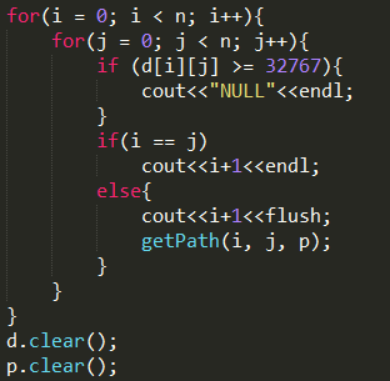 for(i = 0; i < n; i++){
    for(j = 0; j < n; j++){
        if (d[i][j] >= 32767){
            cout<<"NULL"<<endl;
        }
        if(i == j)
            cout<<i+1<<endl;
        else{
            cout<<i+1<<flush;
            getPath(i, j, p);
        }
    }
}
d.clear();
p.clear();